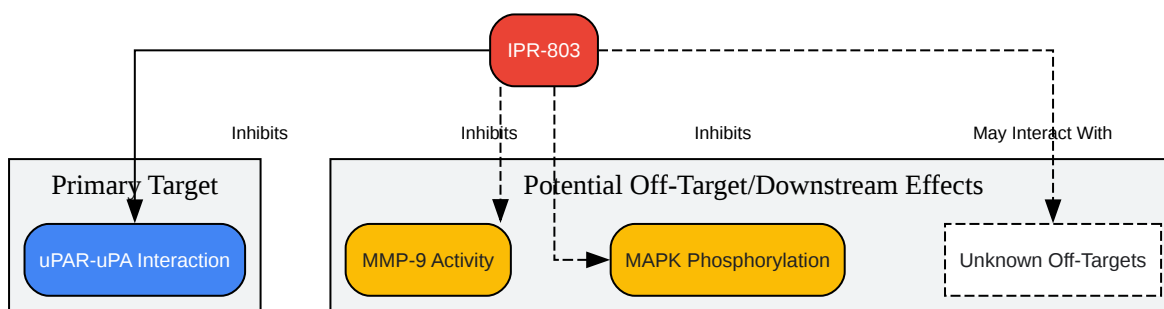 IPR-803
Inhibits
Inhibits
Inhibits
May Interact With
Primary Target
Potential Off-Target/Downstream Effects
uPAR-uPA Interaction
MMP-9 Activity
MAPK Phosphorylation
Unknown Off-Targets